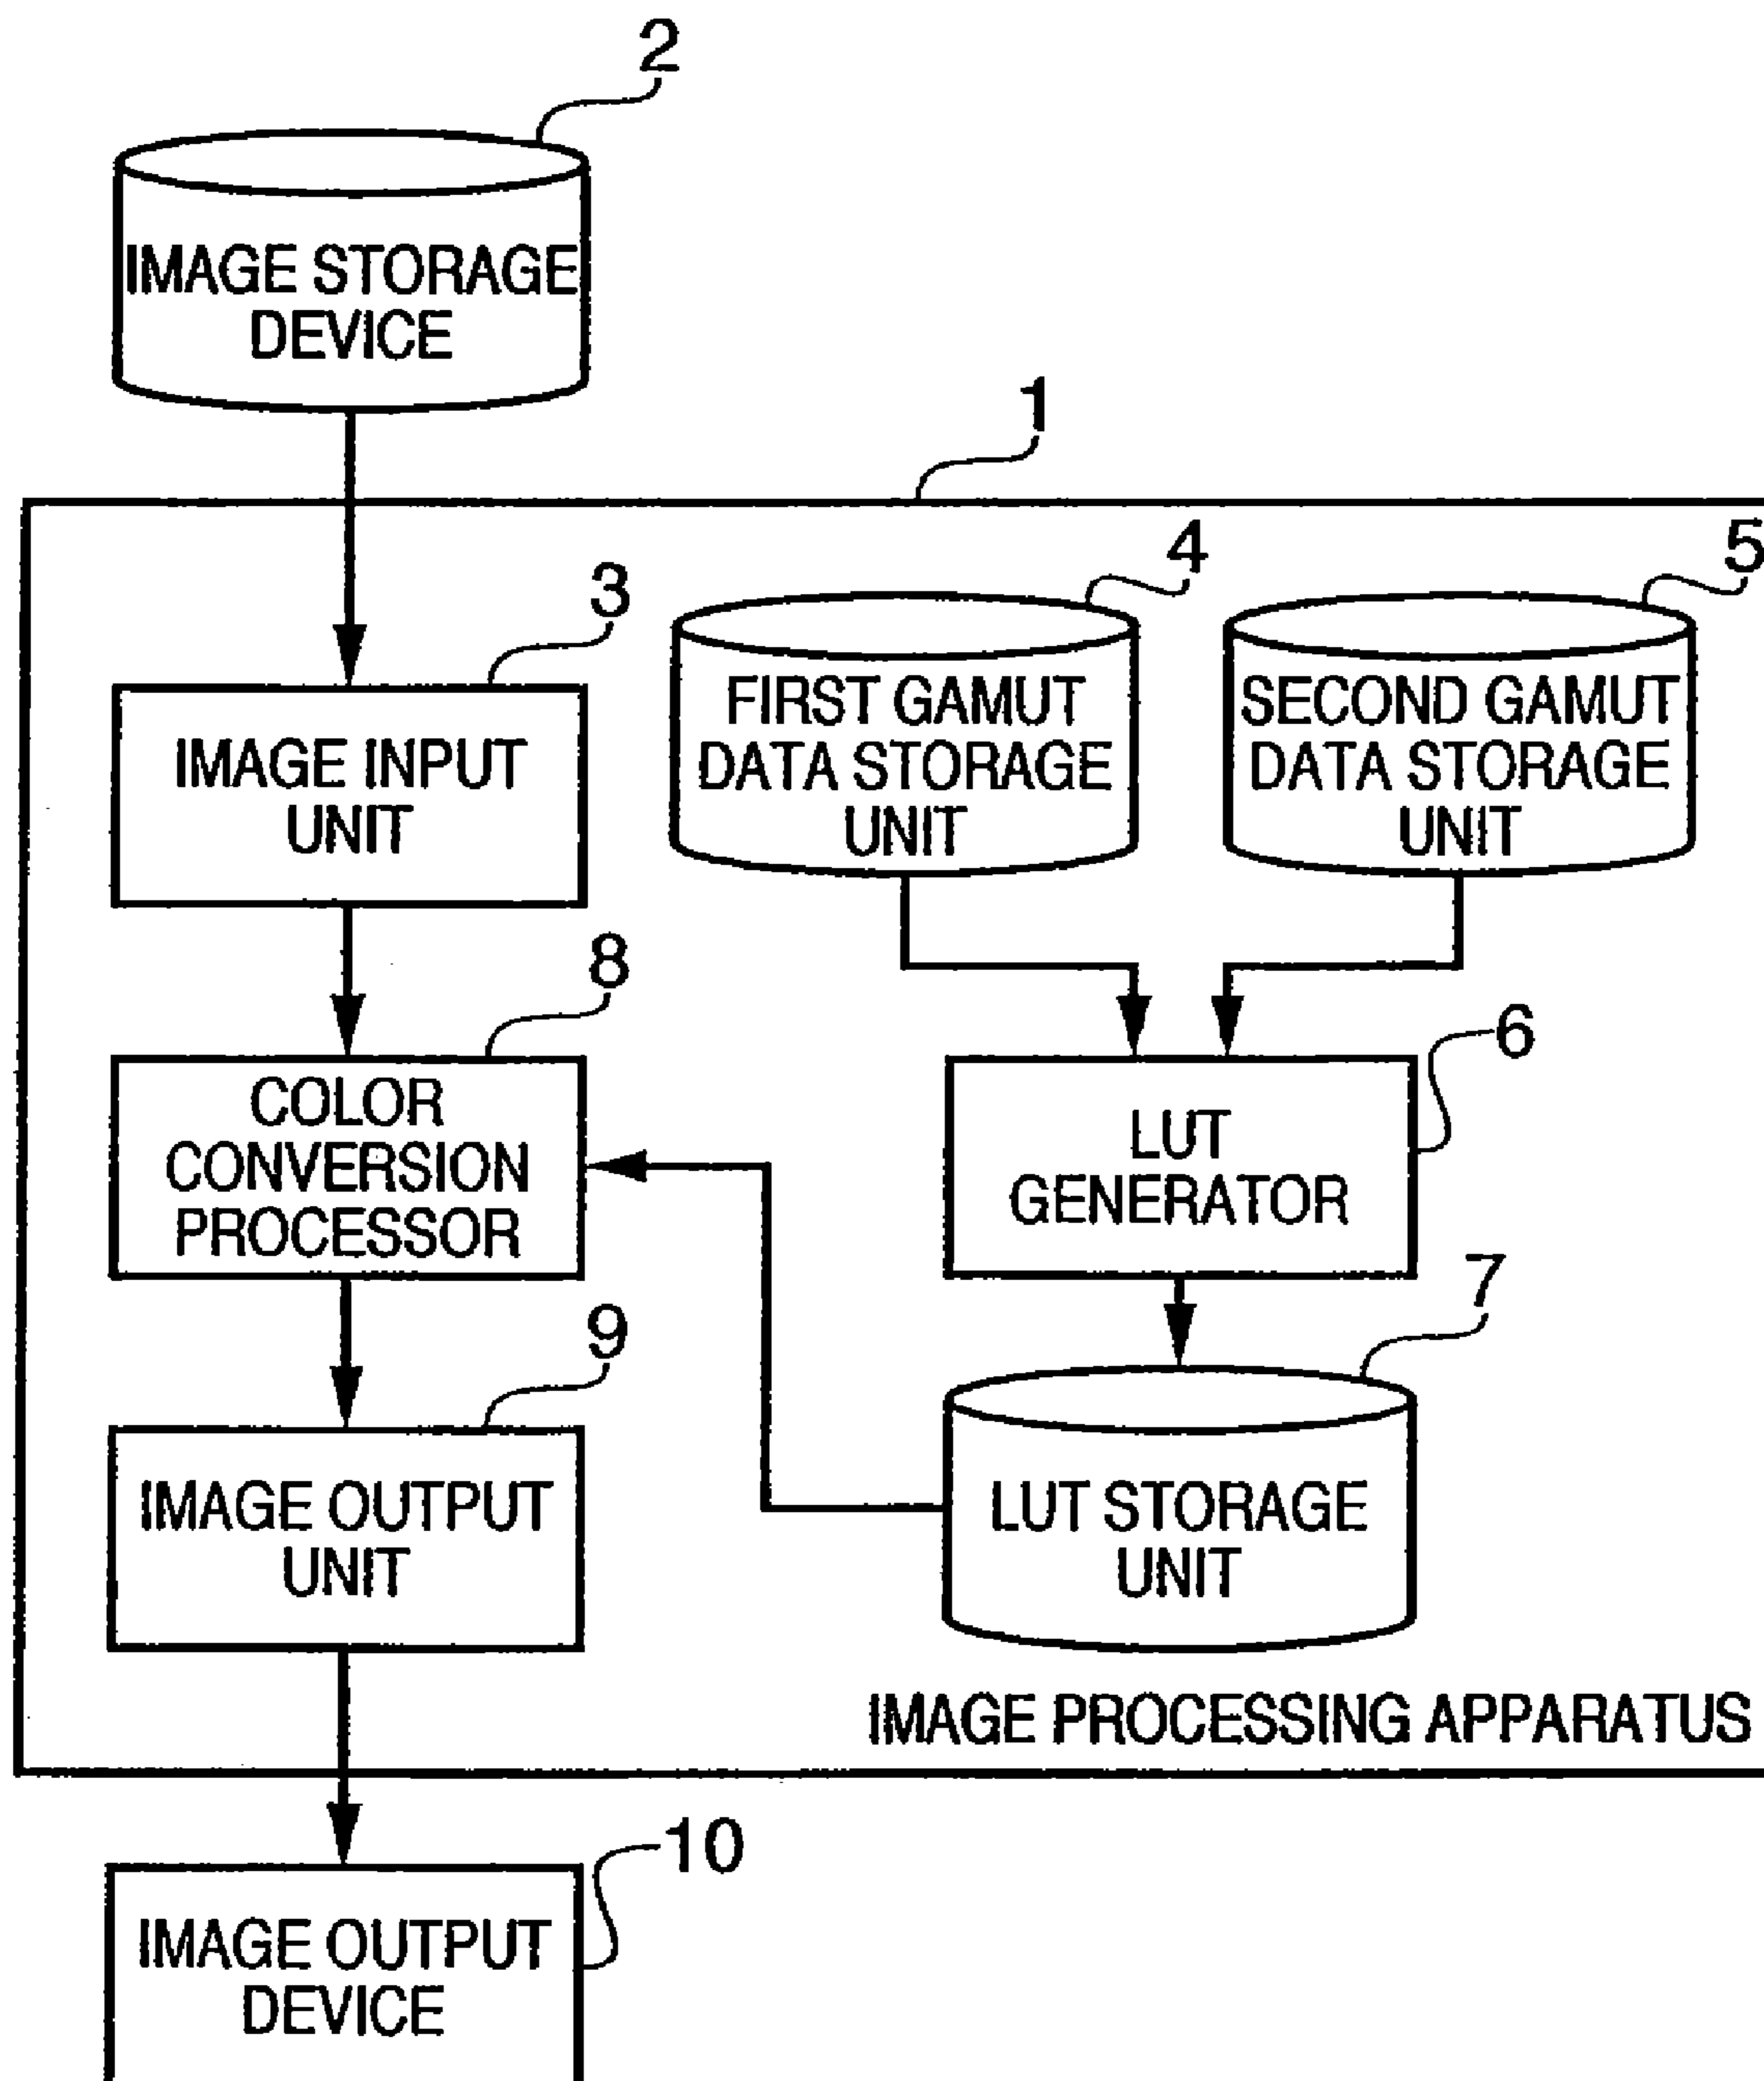 2
IMAGE STORAGE
DEVICE
1
4
5
3
FIRST GAMUT
DATA STORAGE
UNIT
SECOND GAMUT
DATA STORAGE
UNIT
IMAGE INPUT
UNIT
8
6
COLOR
CONVERSION
PROCESSOR
LUT
GENERATOR
7
9
IMAGE OUTPUT
UNIT
LUT STORAGE
UNIT
IMAGE PROCESSING APPARATUS
10
IMAGE OUTPUT
DEVICE